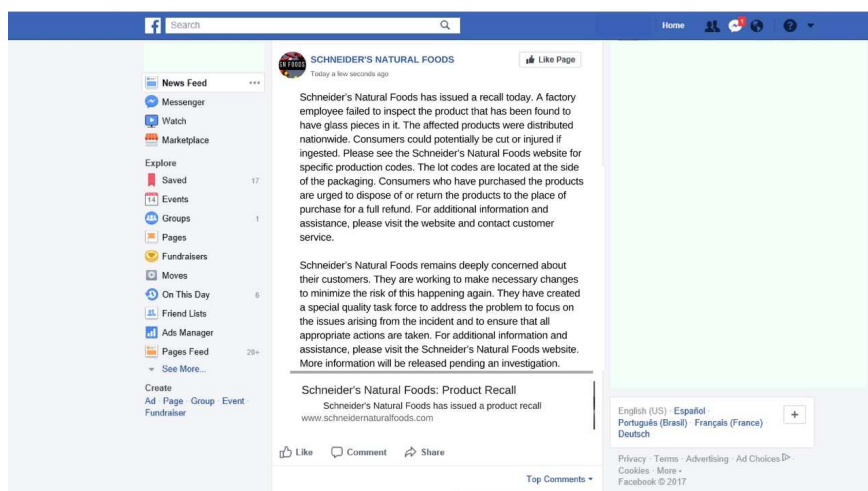 Search
Home
1
SN FOODS
SCHNEIDER'S NATURAL FOODS
Like Page
Today a few seconds ago
News Feed
Messenger
Watch
Marketplace
Explore
Saved 17
14 Events
Groups 1
Pages
Fundraisers
Moves
On This Day 6
Friend Lists
Ads Manager
Pages Feed 20+
See More...
Create
Ad · Page · Group · Event ·
Fundraiser
Schneider's Natural Foods has issued a recall today. A factory
employee failed to inspect the product that has been found to
have glass pieces in it. The affected products were distributed
nationwide. Consumers could potentially be cut or injured if
ingested. Please see the Schneider's Natural Foods website for
specific production codes. The lot codes are located at the side
of the packaging. Consumers who have purchased the products
are urged to dispose of or return the products to the place of
purchase for a full refund. For additional information and
assistance, please visit the website and contact customer
service.
Schneider's Natural Foods remains deeply concerned about
their customers. They are working to make necessary changes
to minimize the risk of this happening again. They have created
a special quality task force to address the problem to focus on
the issues arising from the incident and to ensure that all
appropriate actions are taken. For additional information and
assistance, please visit the Schneider's Natural Foods website.
More information will be released pending an investigation.
Schneider's Natural Foods: Product Recall
Schneider's Natural Foods has issued a product recall
www.schneidernaturalfoods.com
Like Comment Share
Top Comments
English (US) · Español ·
Português (Brasil) · Français (France) ·
Deutsch
Privacy · Terms · Advertising · Ad Choices ·
Cookies · More
Facebook © 2017